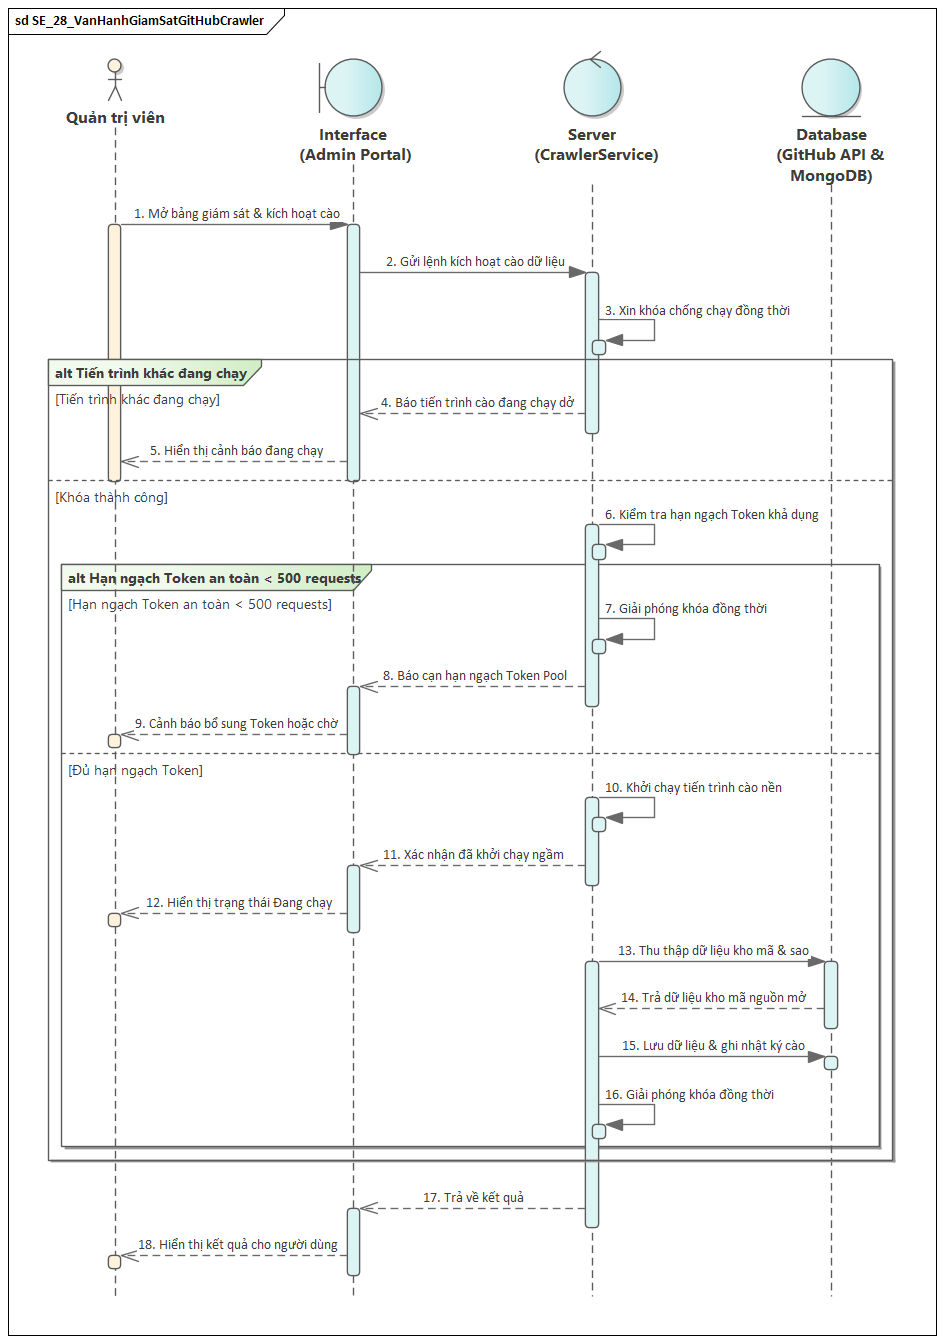 sd SE_28_VanHanhGiamSatGitHubCrawler
Quản trị viên
Interface
(Admin Portal)
Server
(CrawlerService)
Database
(GitHub API &
MongoDB)
1. Mở bảng giám sát & kích hoạt cào
2. Gửi lệnh kích hoạt cào dữ liệu
3. Xin khóa chống chạy đồng thời
alt Tiến trình khác đang chạy
[Tiến trình khác đang chạy]
4. Báo tiến trình cào đang chạy dở
5. Hiển thị cảnh báo đang chạy
[Khóa thành công]
6. Kiểm tra hạn ngạch Token khả dụng
alt Hạn ngạch Token an toàn < 500 requests
[Hạn ngạch Token an toàn < 500 requests]
7. Giải phóng khóa đồng thời
8. Báo cạn hạn ngạch Token Pool
9. Cảnh báo bổ sung Token hoặc chờ
[Đủ hạn ngạch Token]
10. Khởi chạy tiến trình cào nền
11. Xác nhận đã khởi chạy ngầm
12. Hiển thị trạng thái Đang chạy
13. Thu thập dữ liệu kho mã & sao
14. Trả dữ liệu kho mã nguồn mở
15. Lưu dữ liệu & ghi nhật ký cào
16. Giải phóng khóa đồng thời
17. Trả về kết quả
18. Hiển thị kết quả cho người dùng